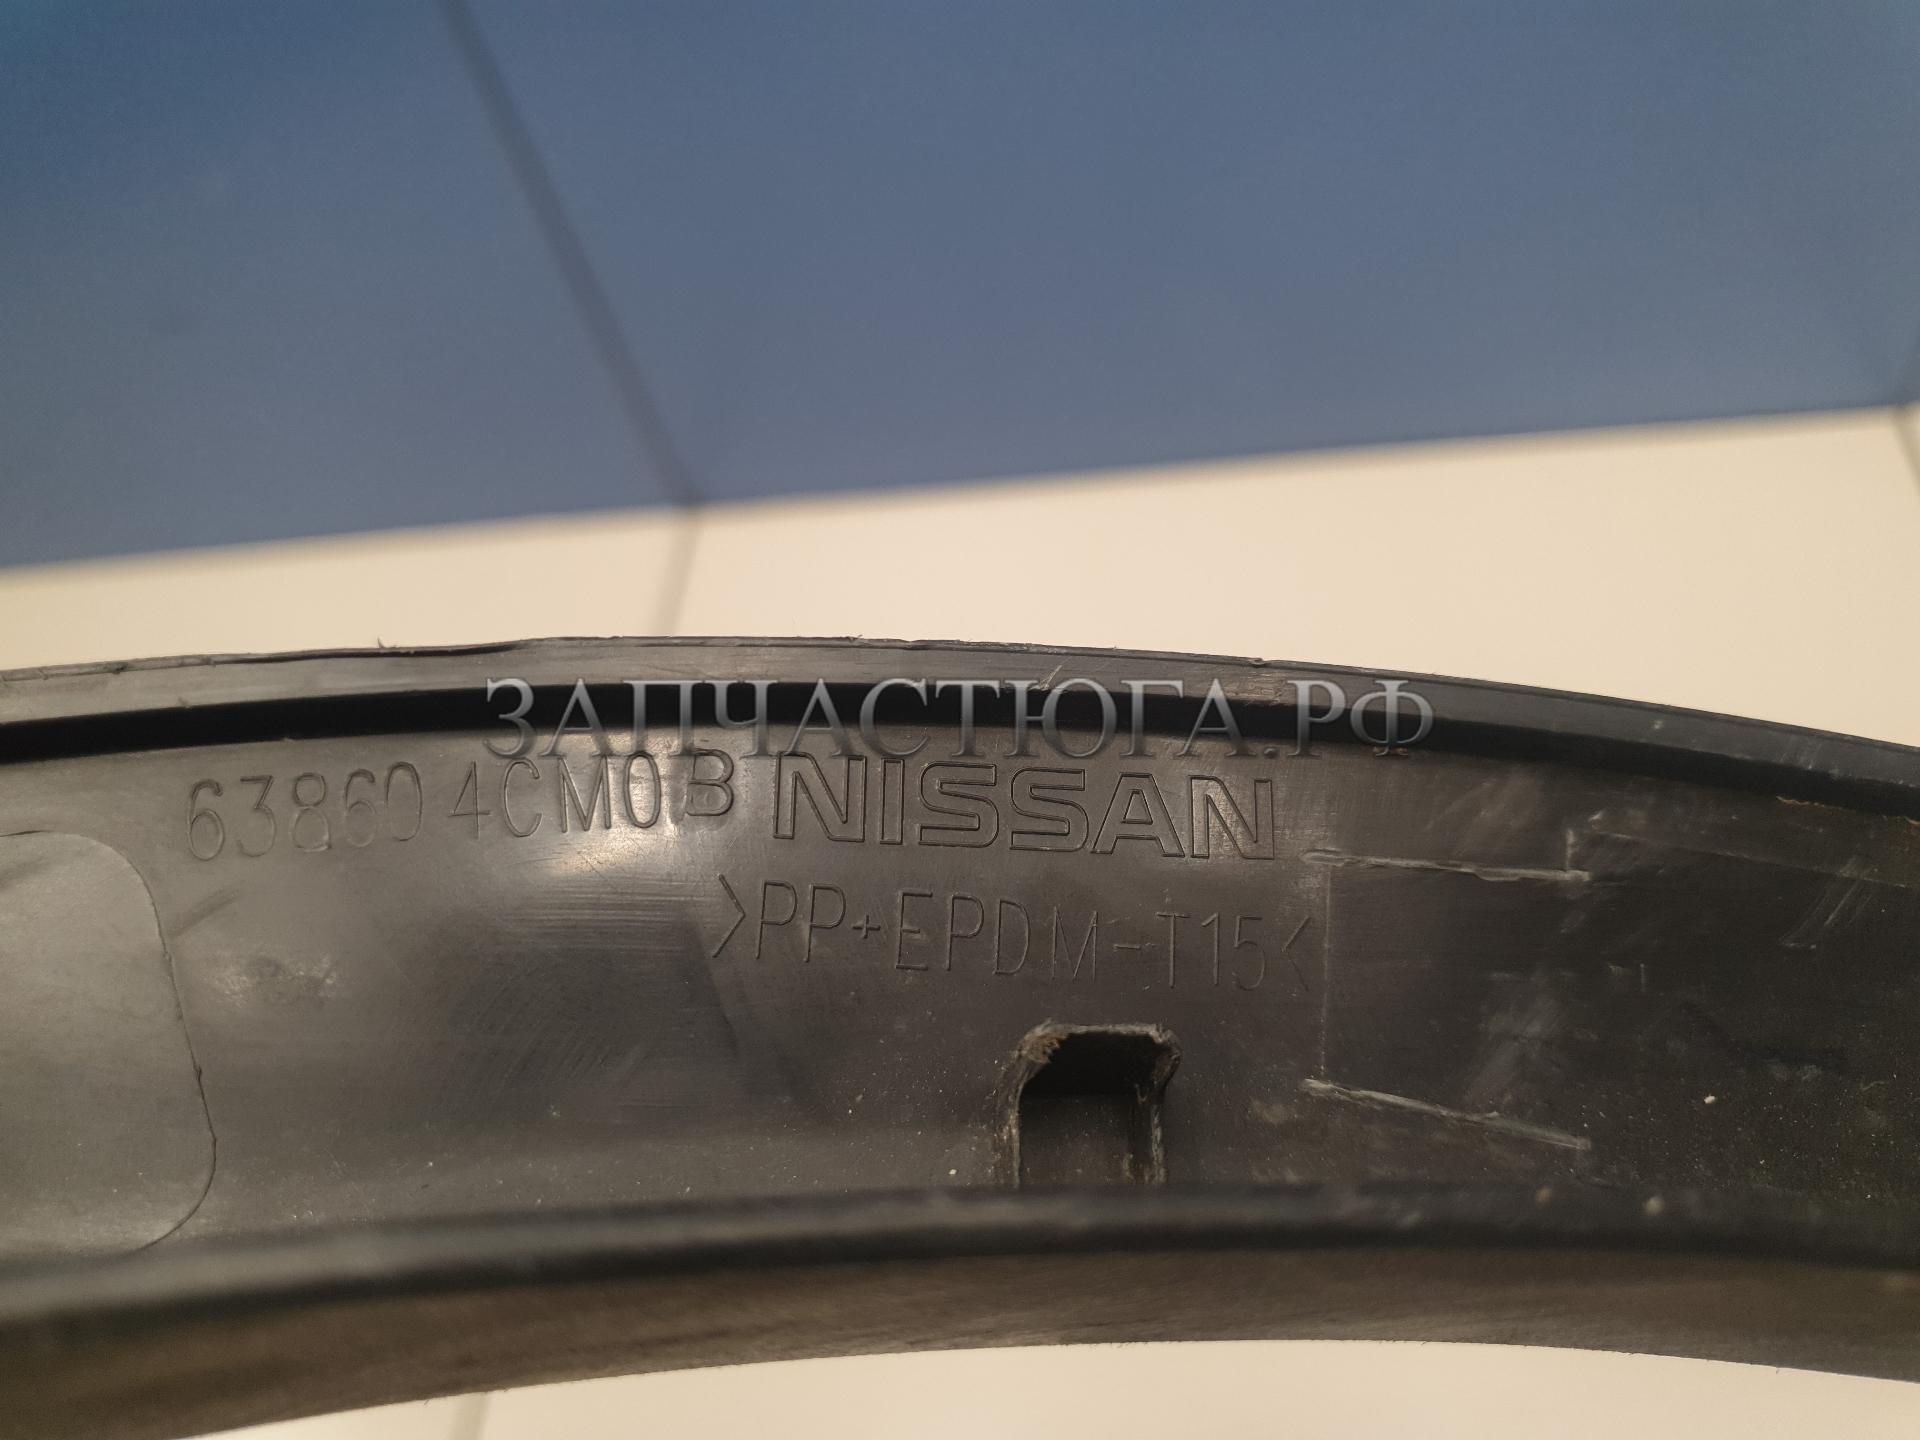 ЗАПЧАСТЮГА.РФ
638604CM0B NISSAN
>PP+EPDM-T15<